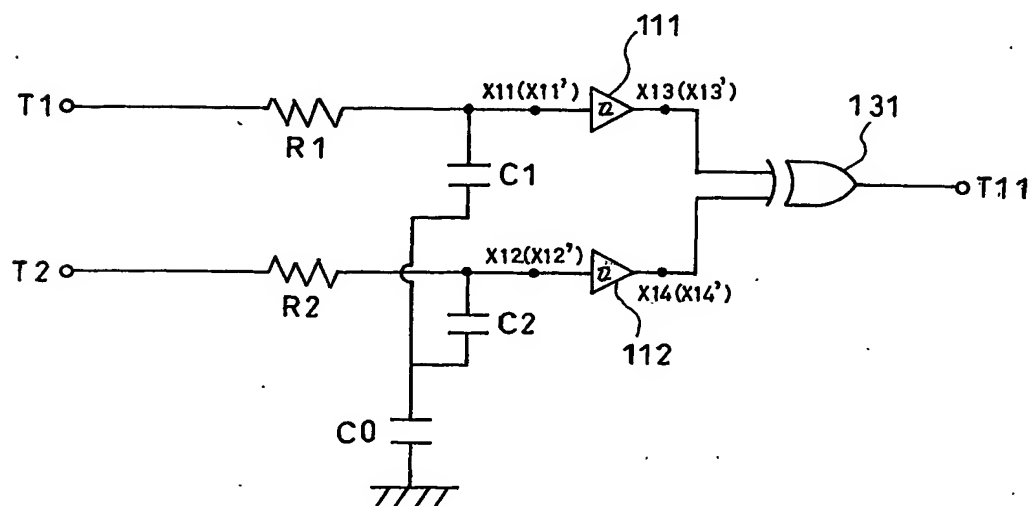 111
T1
X11(X11')
X13(X13')
131
R1
C1
T11
T2
X12(X12')
X14(X14')
R2
C2
112
C0